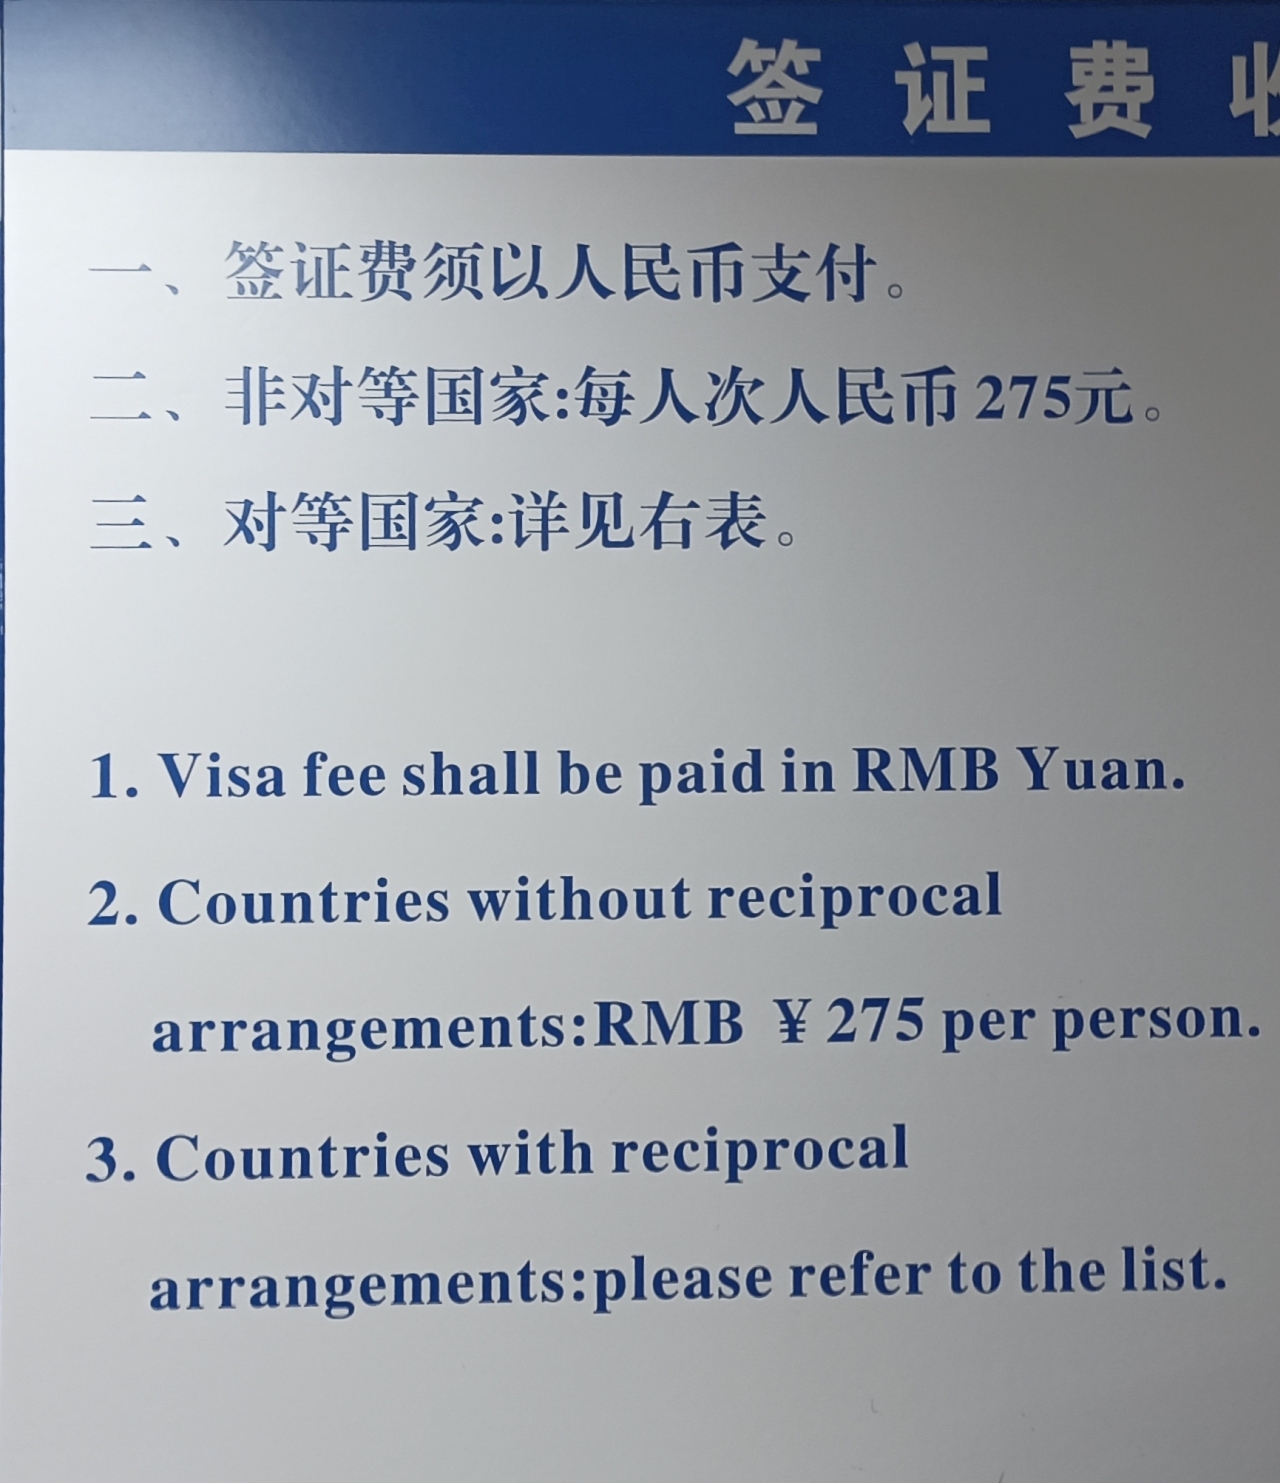 签证费收
一、签证费须以人民币支付。
二、非对等国家:每人次人民币 275元。
三、对等国家:详见右表。
1. Visa fee shall be paid in RMB Yuan.
2. Countries without reciprocal
arrangements:RMB ¥275 per person.
3. Countries with reciprocal
arrangements:please refer to the list.